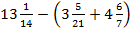 13 1/14 − (3 5/21 + 4 6/7)